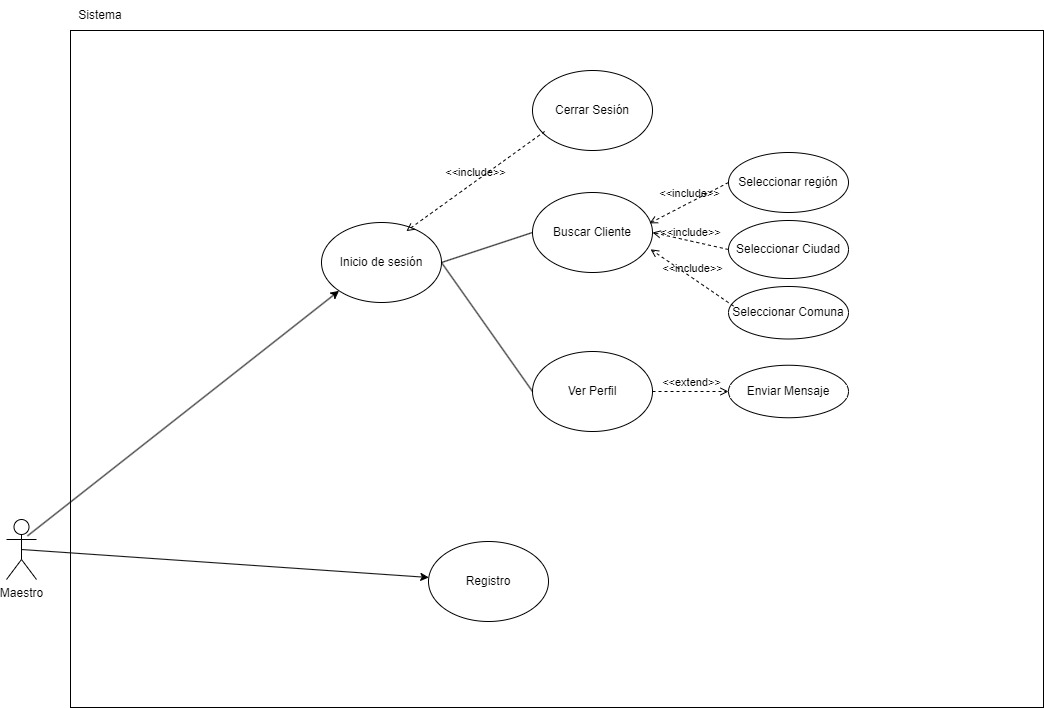 Sistema
Cerrar Sesión
<<include>>
Seleccionar región
<<include>>
Buscar Cliente
<<include>>
Seleccionar Ciudad
Inicio de sesión
<<include>>
Seleccionar Comuna
<<extend>>
Ver Perfil
Enviar Mensaje
Registro
Maestro